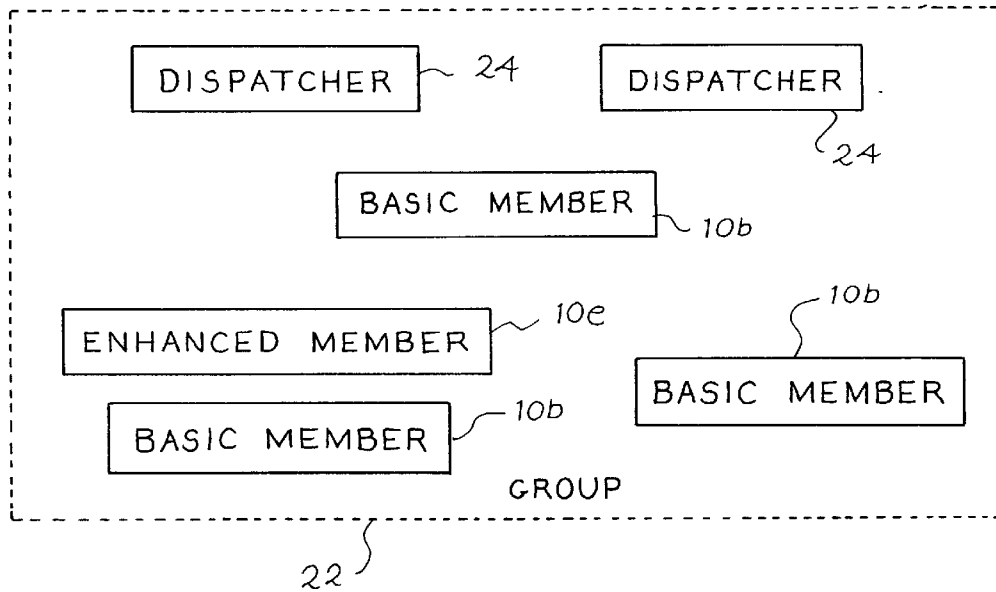 DISPATCHER 24
DISPATCHER
24
BASIC MEMBER
10b
10b
ENHANCED MEMBER 10e
BASIC MEMBER
BASIC MEMBER 10b
GROUP
22